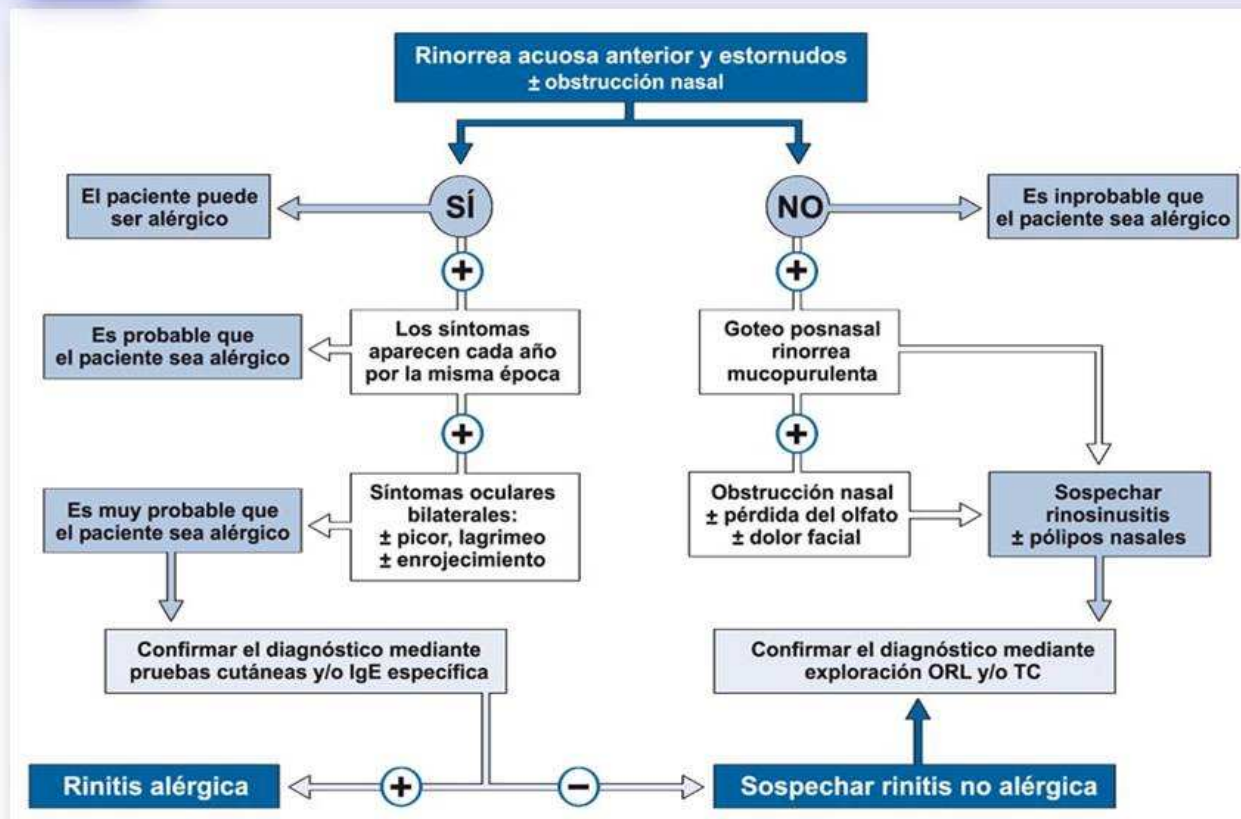 Rinorrea acuosa anterior y estornudos
± obstrucción nasal
El paciente puede
ser alérgico
SÍ
NO
Es inprobable que
el paciente sea alérgico
+
+
Es probable que
el paciente sea alérgico
Los síntomas
aparecen cada año
por la misma época
Goteo posnasal
rinorrea
mucopurulenta
+
+
Es muy probable que
el paciente sea alérgico
Síntomas oculares
bilaterales:
± picor, lagrimeo
± enrojecimiento
Obstrucción nasal
± pérdida del olfato
± dolor facial
Sospechar
rinosinusitis
± pólipos nasales
Confirmar el diagnóstico mediante
pruebas cutáneas y/o IgE específica
Confirmar el diagnóstico mediante
exploración ORL y/o TC
Rinitis alérgica
+
−
Sospechar rinitis no alérgica